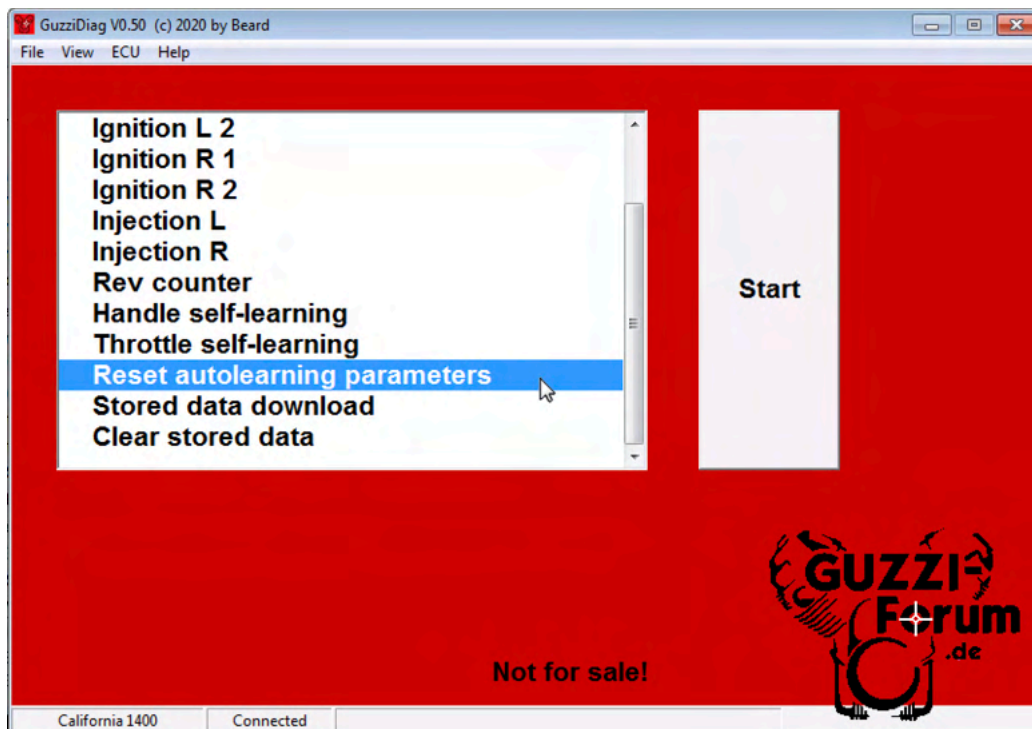 GuzziDiag V0.50 (c) 2020 by Beard
File View ECU Help
Ignition L 2
Ignition R 1
Ignition R 2
Injection L
Injection R
Rev counter
Handle self-learning
Throttle self-learning
Reset autolearning parameters
Stored data download
Clear stored data
Start
GUZZI-
Forum
.de
Not for sale!
California 1400 Connected